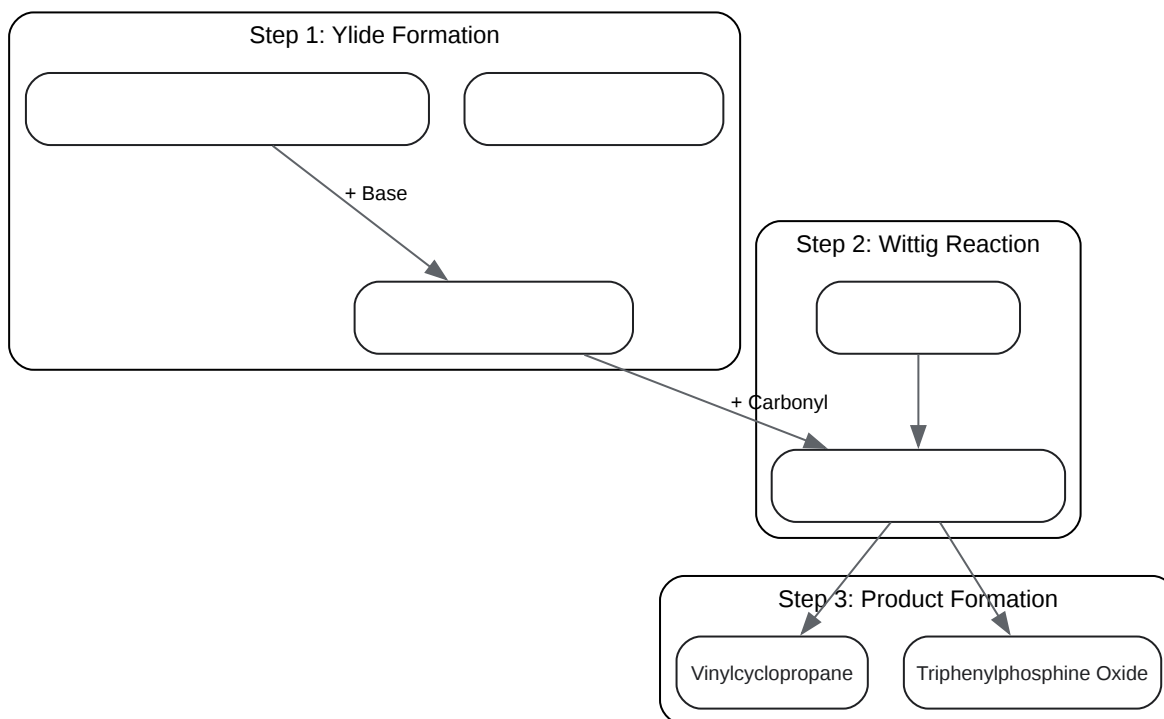 Step 1: Ylide Formation
+ Base
Step 2: Wittig Reaction
+ Carbonyl
Step 3: Product Formation
Vinylcyclopropane
Triphenylphosphine Oxide